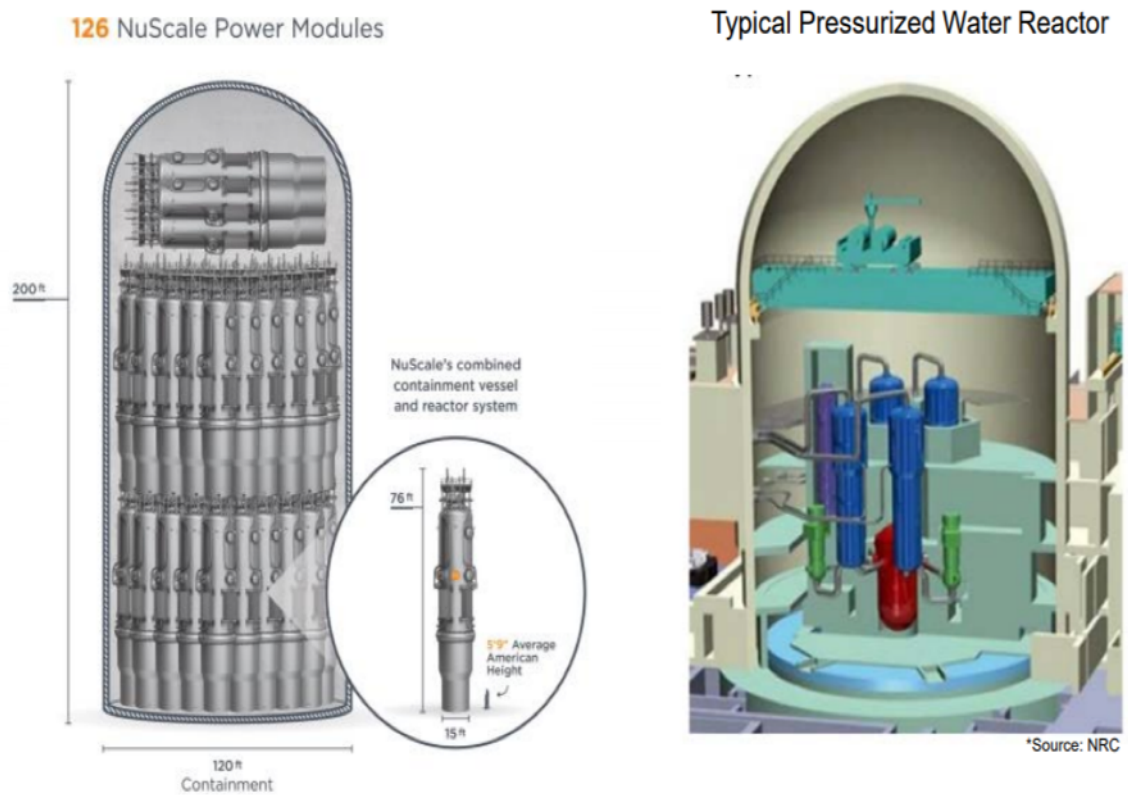 126 NuScale Power Modules
200 ft
120 ft
Containment
NuScale's combined
containment vessel
and reactor system
76 ft
5'9" Average
American
Height
15 ft
Typical Pressurized Water Reactor
*Source: NRC